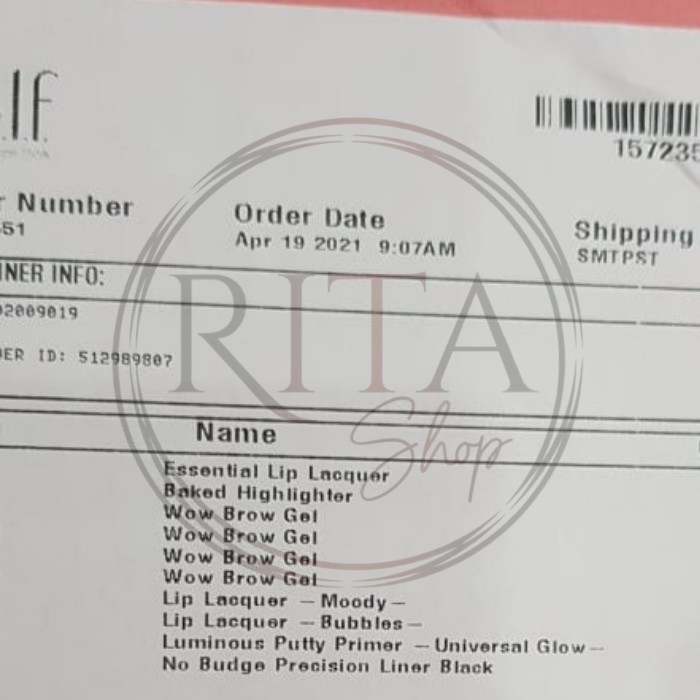 .l.f.
157235
r Number
Order Date
Shipping
51
Apr 19 2021 9:07AM
SMTPST
NER INFO:
02009019
ER ID: 512989807
RITA
Shop
Name
Essential Lip Lacquer
Baked Highlighter
Wow Brow Gel
Wow Brow Gel
Wow Brow Gel
Wow Brow Gel
Lip Lacquer - Moody -
Lip Lacquer - Bubbles -
Luminous Putty Primer - Universal Glow -
No Budge Precision Liner Black